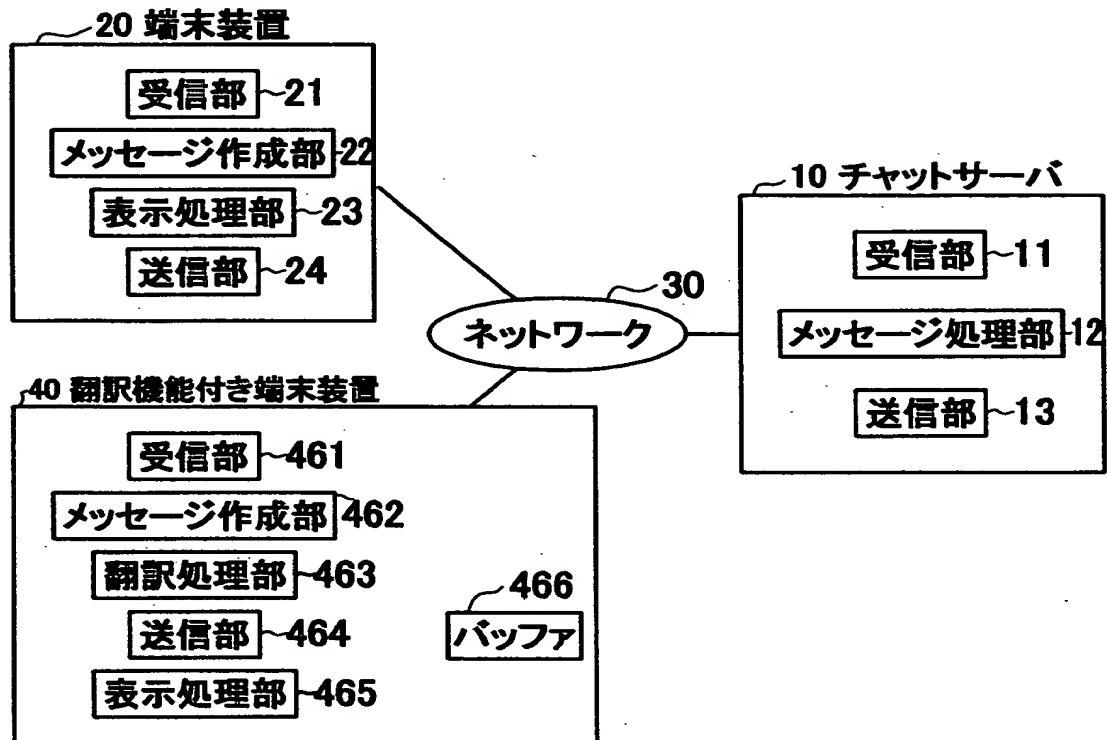 20 端末装置
受信部 21
メッセージ作成部 22
表示処理部 23
送信部 24
10 チャットサーバ
受信部 11
メッセージ処理部 12
送信部 13
30
ネットワーク
40 翻訳機能付き端末装置
受信部 461
メッセージ作成部 462
翻訳処理部 463
送信部 464
表示処理部 465
466
バッファ